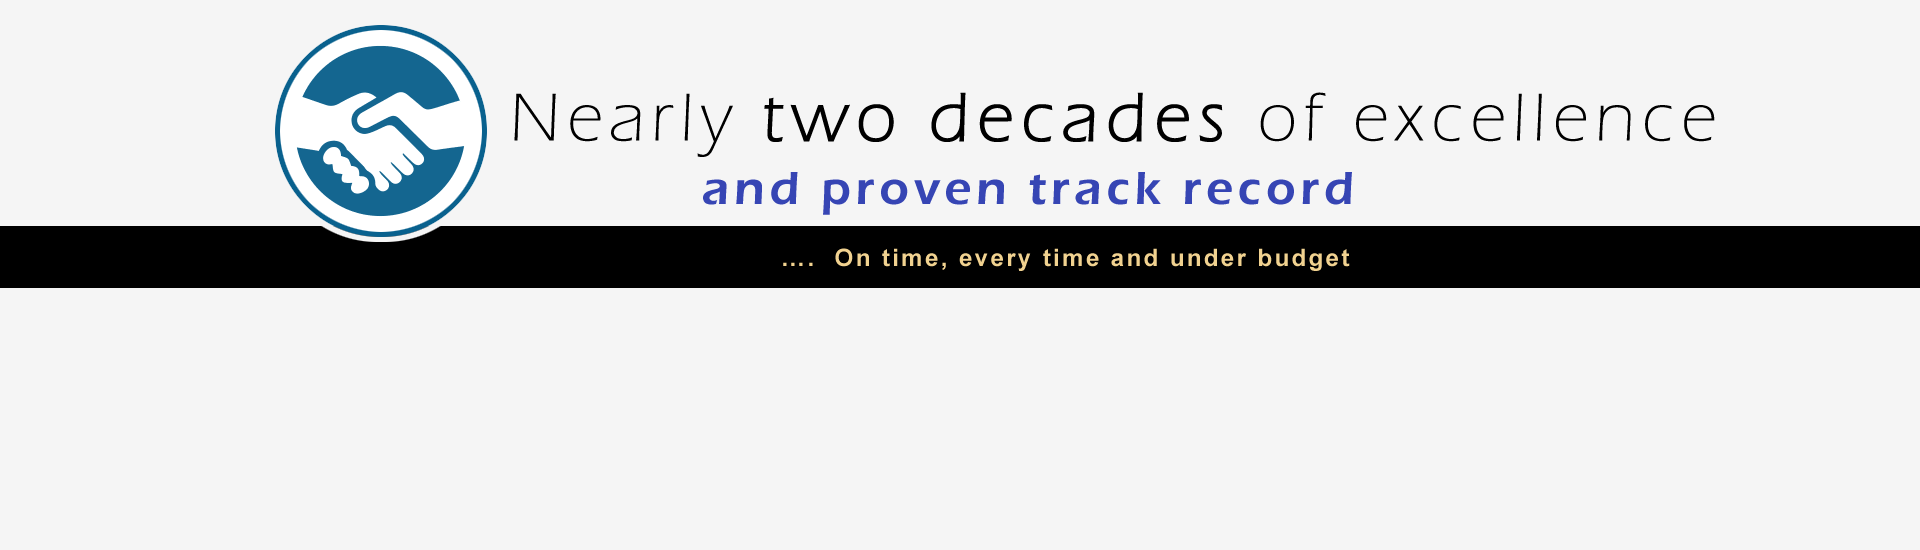 Nearly two decades of excellence
and proven track record
.... On time, every time and under budget